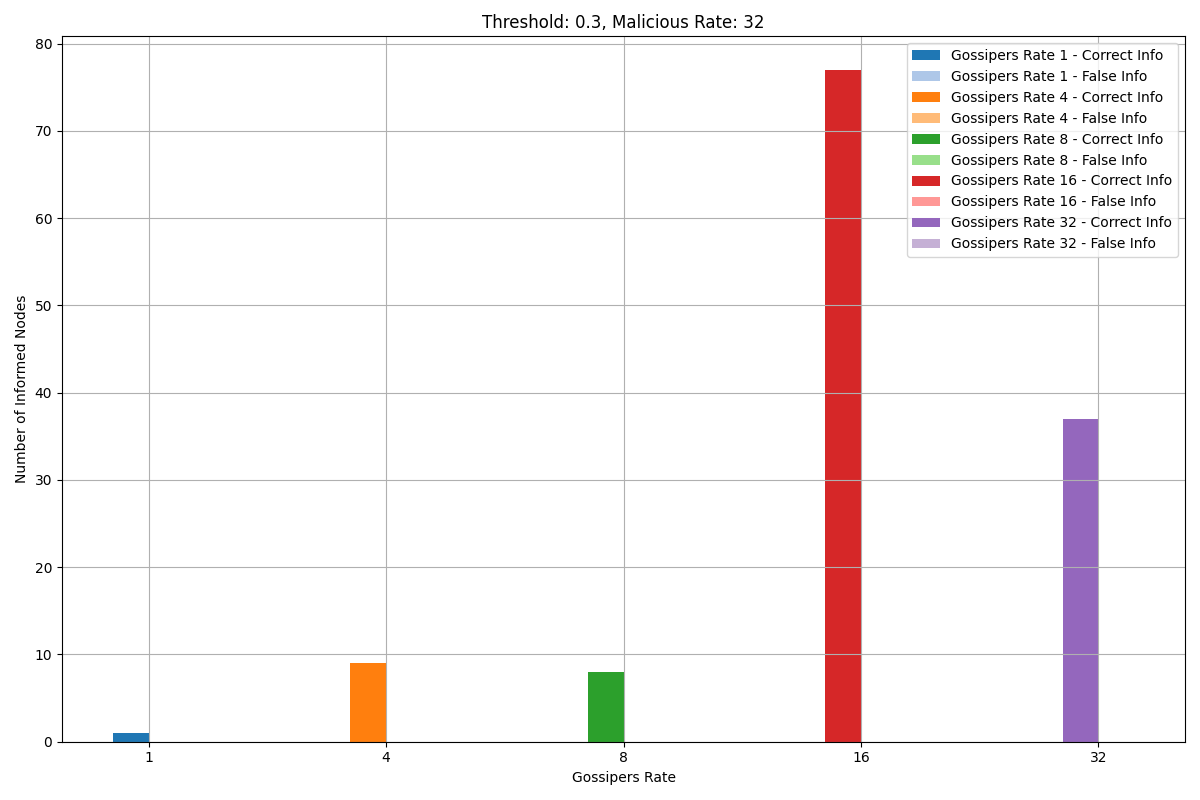 Threshold: 0.3, Malicious Rate: 32
80
70
60
50
40
30
20
10
0
Number of Informed Nodes
Gossipers Rate 1 - Correct Info
Gossipers Rate 1 - False Info
Gossipers Rate 4 - Correct Info
Gossipers Rate 4 - False Info
Gossipers Rate 8 - Correct Info
Gossipers Rate 8 - False Info
Gossipers Rate 16 - Correct Info
Gossipers Rate 16 - False Info
Gossipers Rate 32 - Correct Info
Gossipers Rate 32 - False Info
1 4 8 16 32
Gossipers Rate